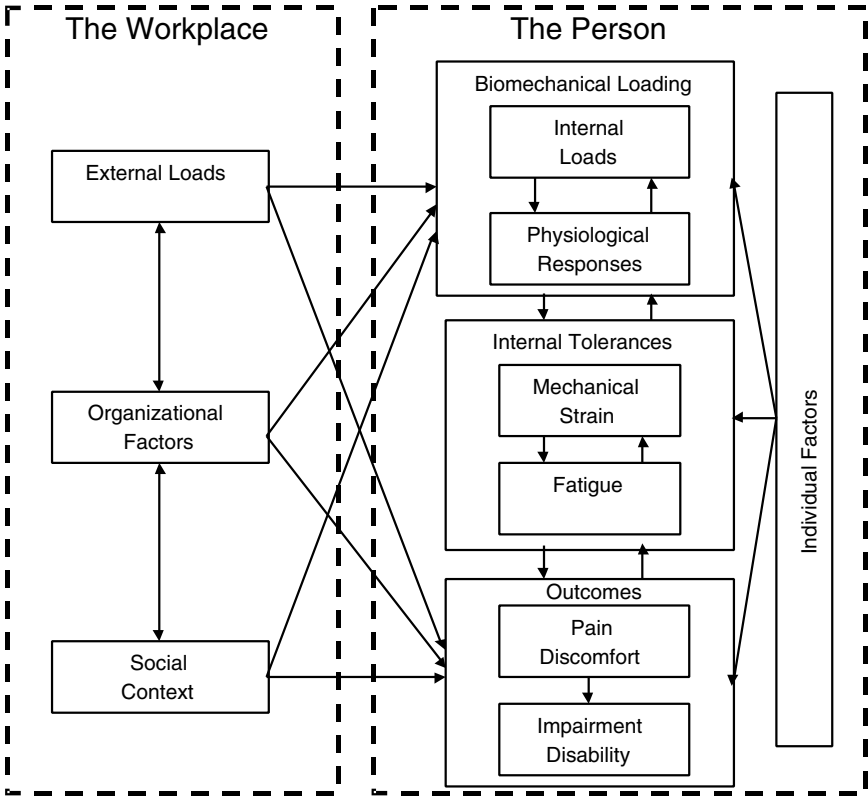 The Workplace
External Loads
Organizational
Factors
Social
Context
The Person
Biomechanical Loading
Internal
Loads
Physiological
Responses
Internal Tolerances
Mechanical
Strain
Fatigue
Outcomes
Pain
Discomfort
Impairment
Disability
Individual Factors